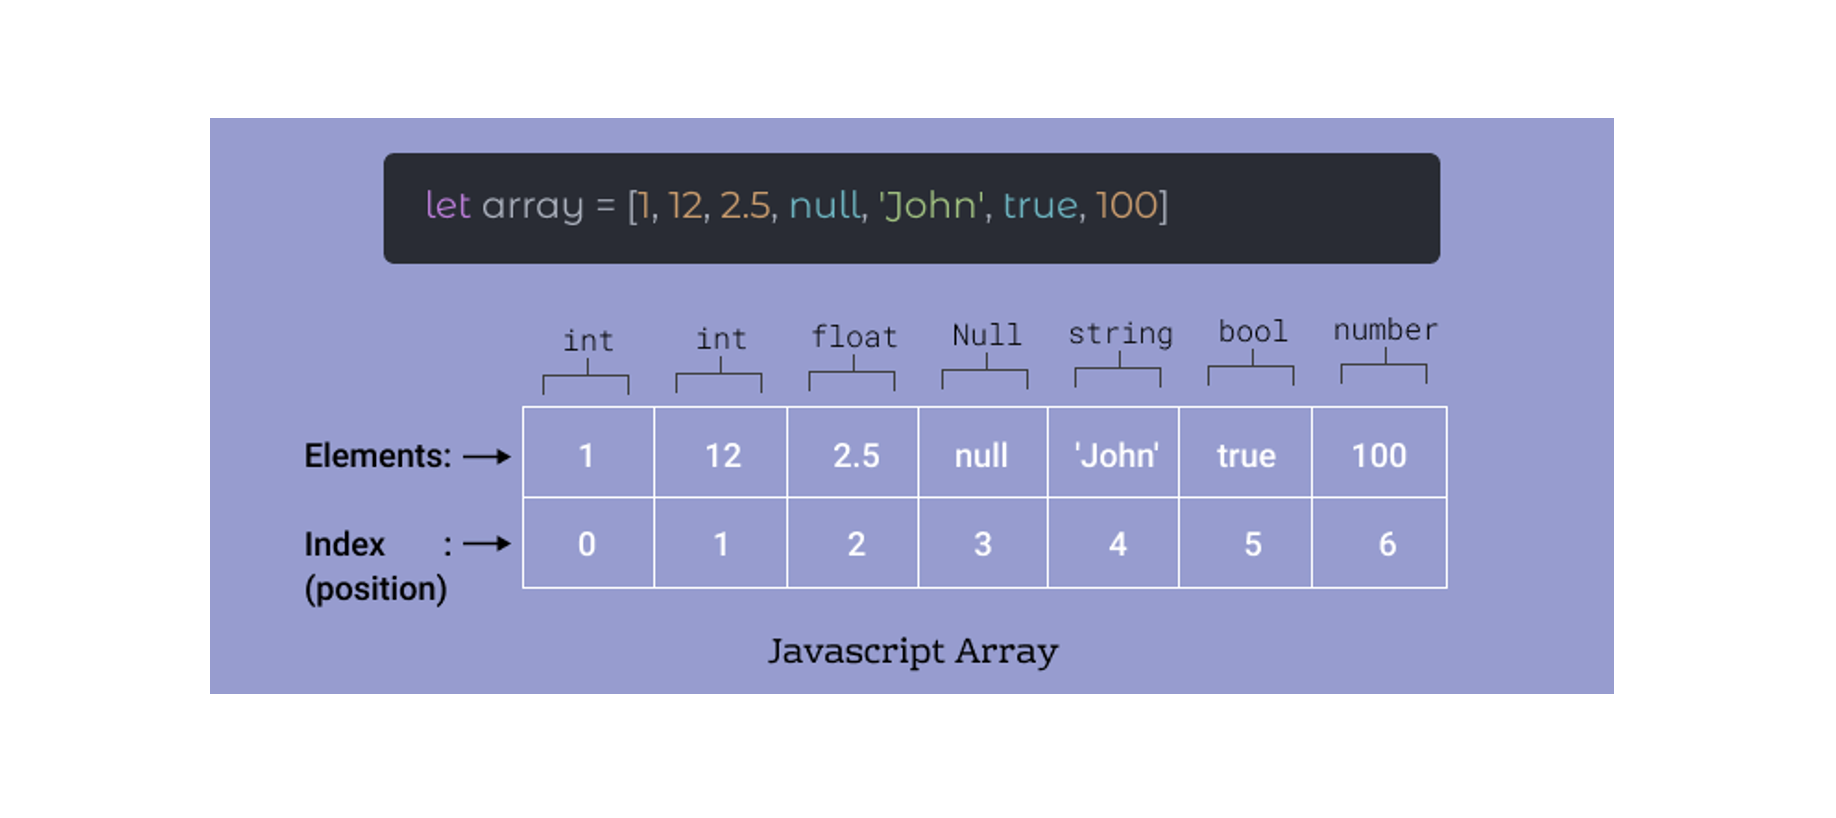 let array = [1, 12, 2.5, null, 'John', true, 100]
int int float Null string bool number
Elements: 1 12 2.5 null 'John' true 100
Index : 0 1 2 3 4 5 6
(position)
Javascript Array